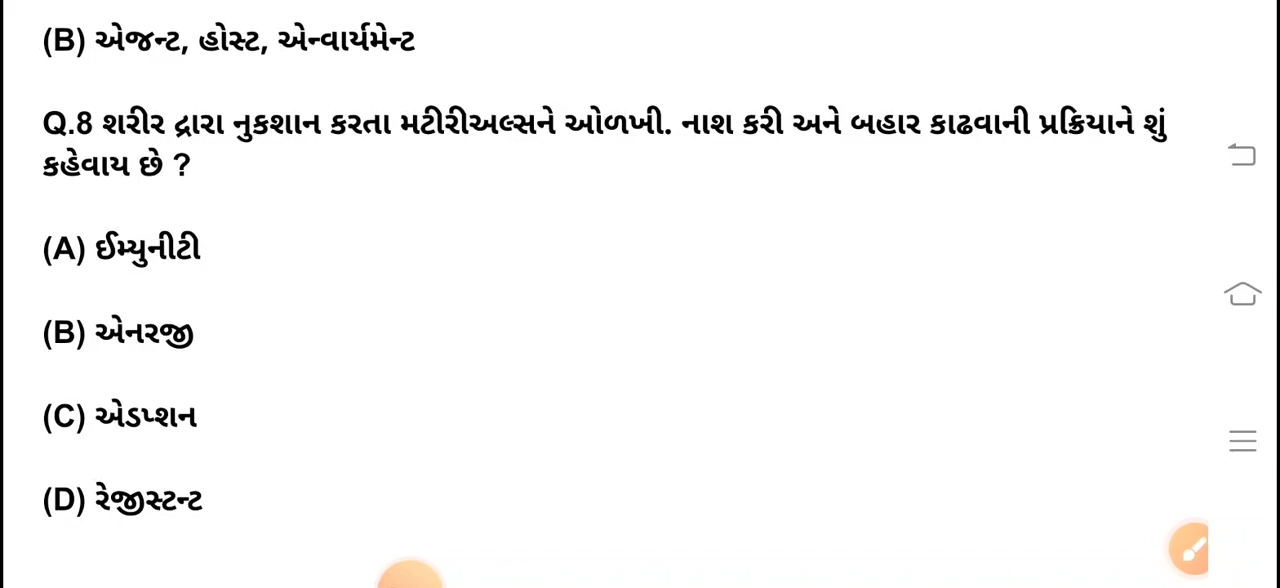 (B) એજન્ટ, હોસ્ટ, એન્વાર્યમેન્ટ
Q.8 શરીર દ્રારા નુકશાન કરતા મટીરીઅલ્સને ઓળખી. નાશ કરી અને બહાર કાઢવાની પ્રક્રિયાને શું
કહેવાય છે ?
(A) ઈમ્યુનીટી
(B) એનરજી
(C) એડપ્શન
(D) રેજીસ્ટન્ટ